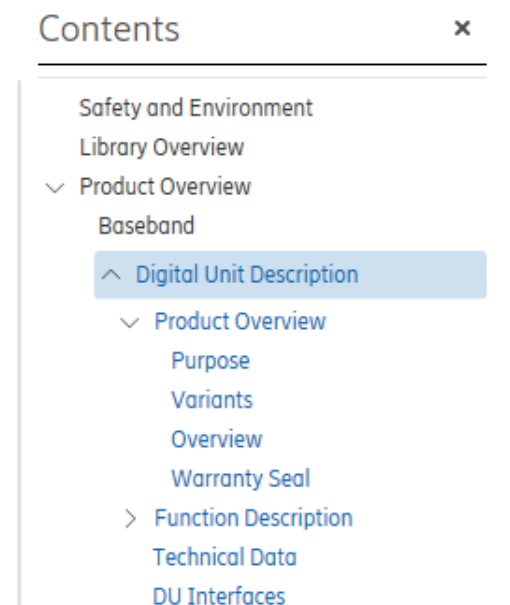 Contents
Safety and Environment
Library Overview
Product Overview
Baseband
Digital Unit Description
Product Overview
Purpose
Variants
Overview
Warranty Seal
Function Description
Technical Data
DU Interfaces